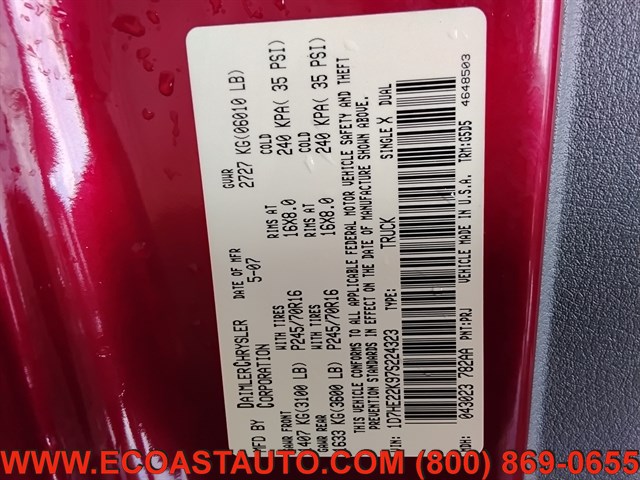 MFD BY DAIMLERCHRYSLER CORPORATION DATE OF MFR 5-07 GVWR 2727 KG(06010 LB)
GAWR FRONT WITH TIRES RIMS AT COLD
1407 KG(3100 LB) P245/70R16 16X8.0 240 KPA( 35 PSI)
GAWR REAR WITH TIRES RIMS AT COLD
1633 KG(3600 LB) P245/70R16 16X8.0 240 KPA( 35 PSI)
THIS VEHICLE CONFORMS TO ALL APPLICABLE FEDERAL MOTOR VEHICLE SAFETY AND THEFT
PREVENTION STANDARDS IN EFFECT ON THE DATE OF MANUFACTURE SHOWN ABOVE.
VIN: 1D7HE22K97S224323 TYPE: TRUCK SINGLE X DUAL
MDH: 043023 782AA PNT:PRJ VEHICLE MADE IN U.S.A. TRM:G5D5
4648503
WWW.ECOASTAUTO.COM (800) 869-0655